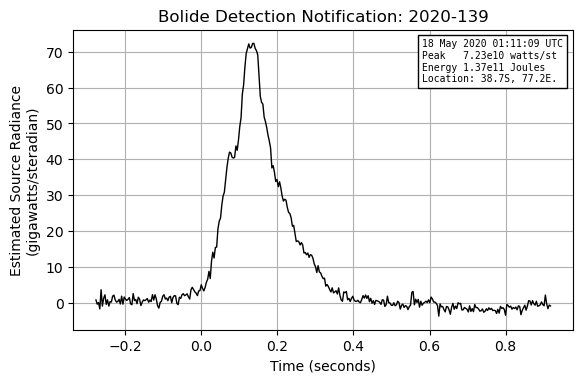 Bolide Detection Notification: 2020-139
18 May 2020 01:11:09 UTC
Peak   7.23e10 watts/st
Energy 1.37e11 Joules
Location: 38.7S, 77.2E.
Estimated Source Radiance
(gigawatts/steradian)
70
60
50
40
30
20
10
0
−0.2 0.0 0.2 0.4 0.6 0.8
Time (seconds)